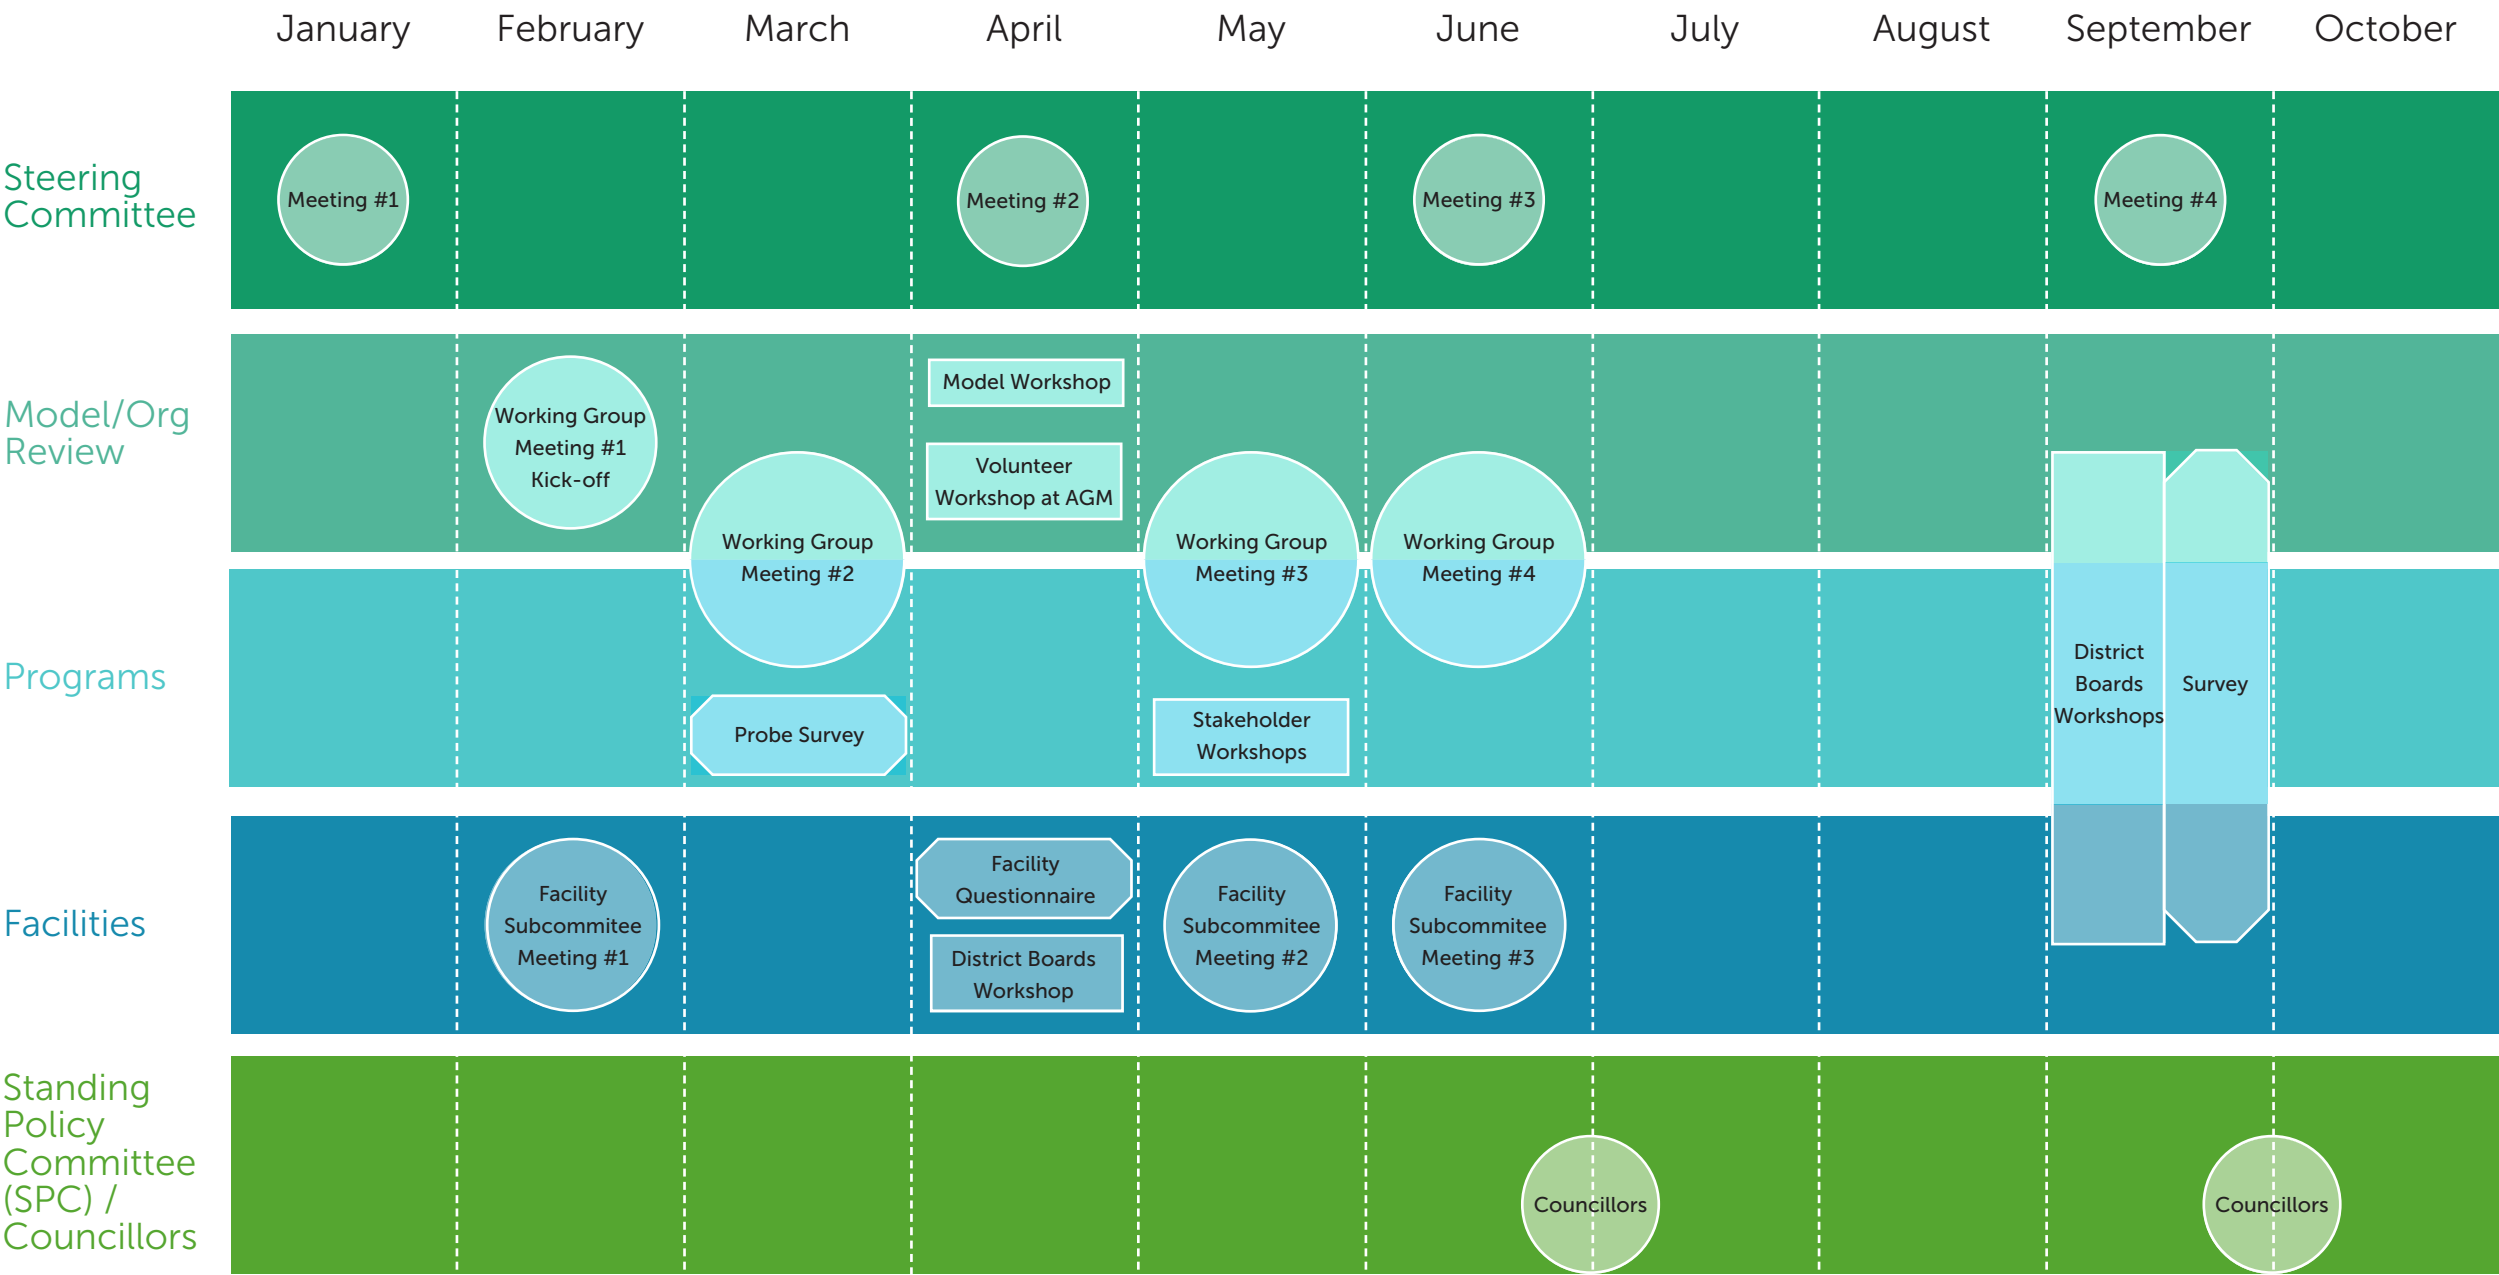 January February March April May June July August September October
Steering
Committee
Meeting #1
Meeting #2
Meeting #3
Meeting #4
Model/Org
Review
Working Group
Meeting #1
Kick-off
Working Group
Meeting #2
Model Workshop
Volunteer
Workshop at AGM
Working Group
Meeting #3
Working Group
Meeting #4
Programs
Probe Survey
Stakeholder
Workshops
District
Boards
Workshops
Survey
Facilities
Facility
Subcommitee
Meeting #1
Facility
Questionnaire
District Boards
Workshop
Facility
Subcommitee
Meeting #2
Facility
Subcommitee
Meeting #3
Standing
Policy
Committee
(SPC) /
Councillors
Councillors
Councillors